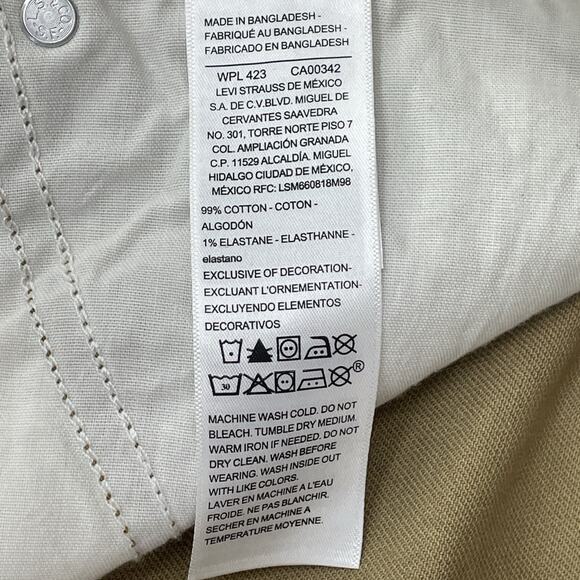 L.S.&CO.
S.F.
MADE IN BANGLADESH -
FABRIQUÉ AU BANGLADESH -
FABRICADO EN BANGLADESH
WPL 423 CA00342
LEVI STRAUSS DE MÉXICO
S.A. DE C.V.BLVD. MIGUEL DE
CERVANTES SAAVEDRA
NO. 301, TORRE NORTE PISO 7
COL. AMPLIACIÓN GRANADA
C.P. 11529 ALCALDÍA. MIGUEL
HIDALGO CIUDAD DE MÉXICO,
MÉXICO RFC: LSM660818M98
99% COTTON - COTON -
ALGODÓN
1% ELASTANE - ELASTHANNE -
elastano
EXCLUSIVE OF DECORATION-
EXCLUANT L'ORNEMENTATION-
EXCLUYENDO ELEMENTOS
DECORATIVOS
30 ®
MACHINE WASH COLD. DO NOT
BLEACH. TUMBLE DRY MEDIUM.
WARM IRON IF NEEDED. DO NOT
DRY CLEAN. WASH BEFORE
WEARING. WASH INSIDE OUT
WITH LIKE COLORS.
LAVER EN MACHINE A L'EAU
FROIDE. NE PAS BLANCHIR.
SECHER EN MACHINE A
TEMPERATURE MOYENNE.